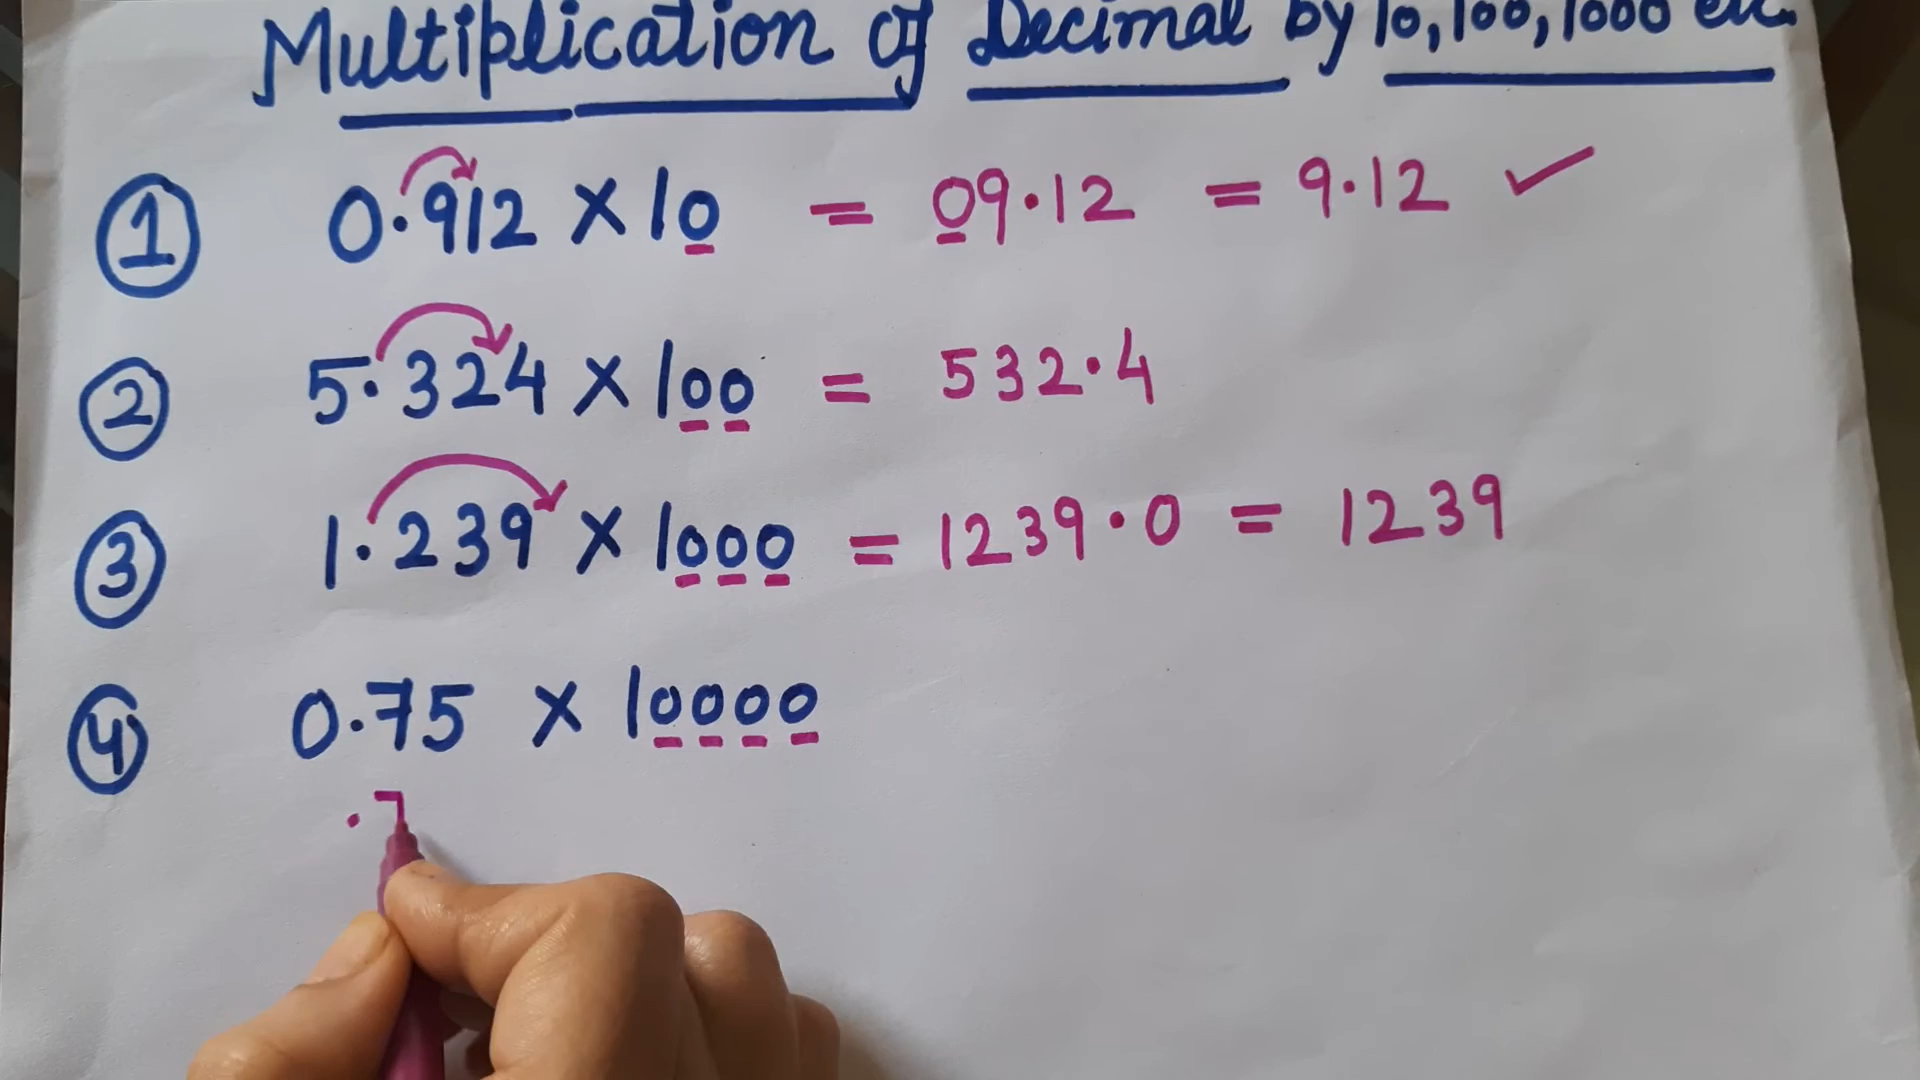 Multiplication of Decimal by 10,100,1000 etc.
1 0.912 × 10 = 09.12 = 9.12 ✓
2 5.324 × 100 = 532.4
3 1.239 × 1000 = 1239.0 = 1239
4 0.75 × 10000
.7